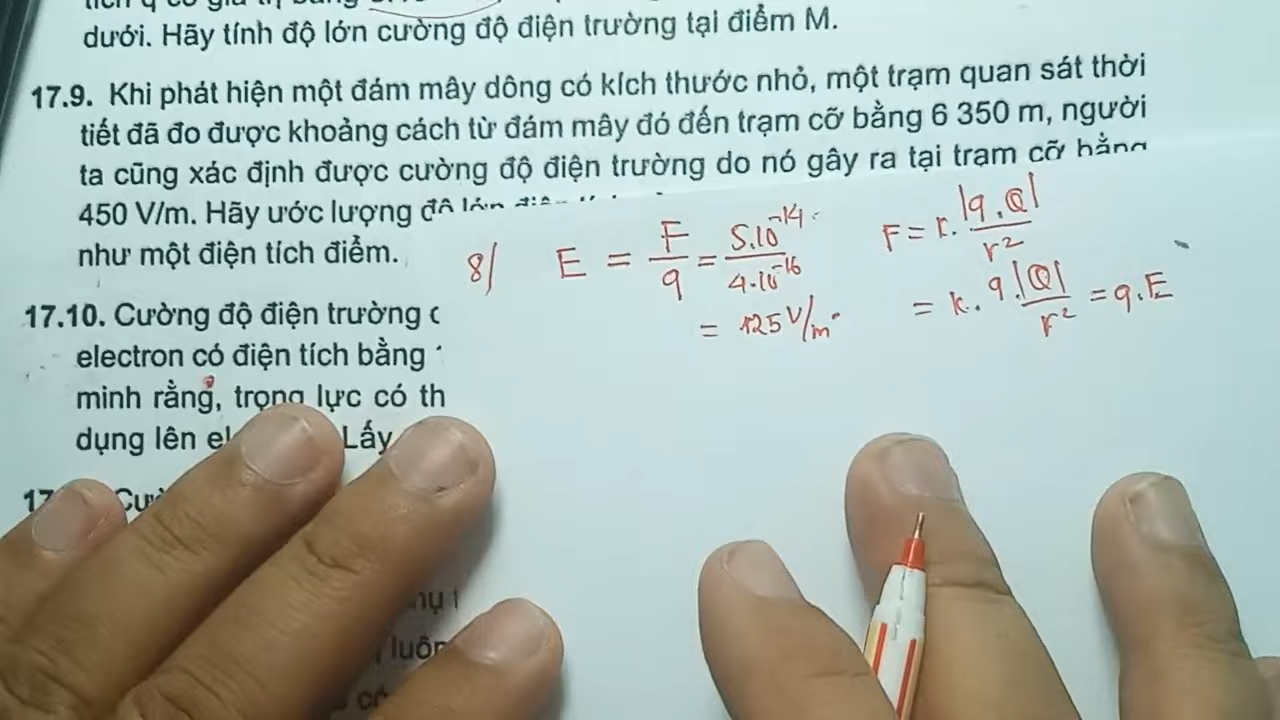 dưới. Hãy tính độ lớn cường độ điện trường tại điểm M.
17.9. Khi phát hiện một đám mây dông có kích thước nhỏ, một trạm quan sát thời
tiết đã đo được khoảng cách từ đám mây đó đến trạm cỡ bằng 6 350 m, người
ta cũng xác định được cường độ điện trường do nó gây ra tại trạm cỡ bằng
450 V/m. Hãy ước lượng độ lớn
như một điện tích điểm.
8/ E = F/q = 5.10^-14 / 4.10^-16
= 125 V/m
F = k. |q.Q| / r²
= k. q.|Q| / r² = q.E
17.10. Cường độ điện trường
electron có điện tích bằng
minh rằng, trọng lực có th
dụng lên Lấy
17
luôn